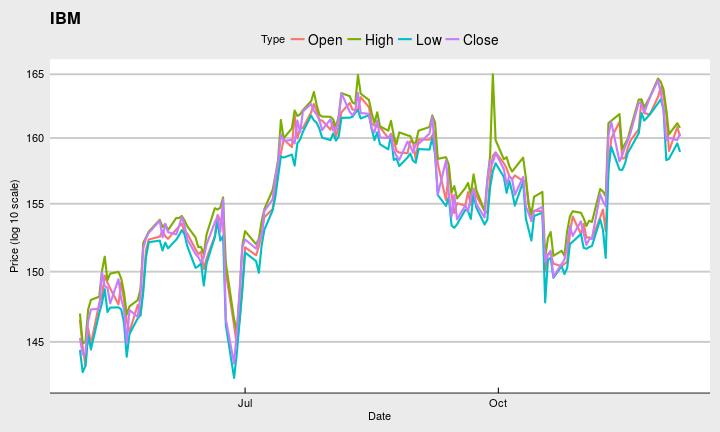 IBM
Type Open High Low Close
165
160
155
150
145
Price (log 10 scale)
Jul Oct
Date